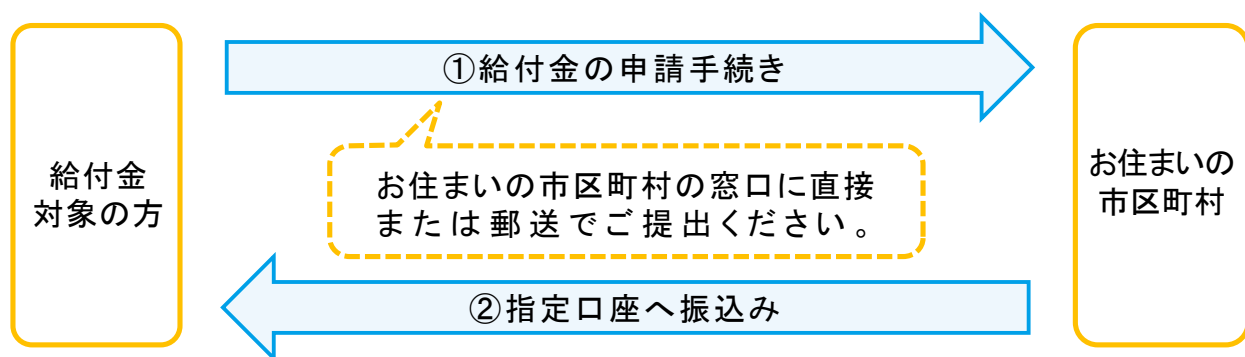 ①給付金の申請手続き
給付金
対象の方
お住まいの市区町村の窓口に直接
または郵送でご提出ください。
お住まいの
市区町村
②指定口座へ振込み